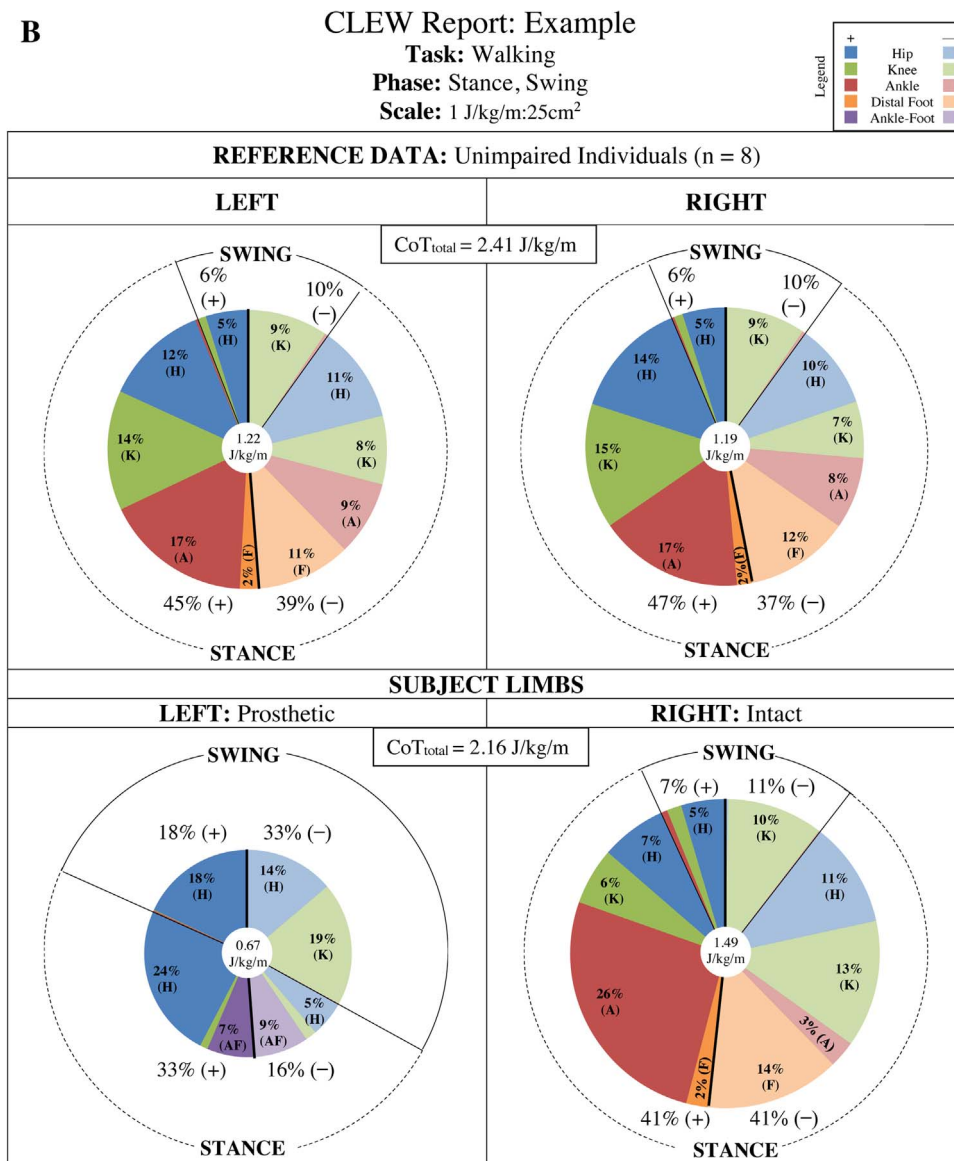 B
CLEW Report: Example
Task: Walking
Phase: Stance, Swing
Scale: 1 J/kg/m:25cm²
Legend
+ –
Hip
Knee
Ankle
Distal Foot
Ankle-Foot
REFERENCE DATA: Unimpaired Individuals (n = 8)
LEFT
RIGHT
CoTtotal = 2.41 J/kg/m
SWING
6%
(+)
10%
(–)
5%
(H)
9%
(K)
12%
(H)
11%
(H)
14%
(K)
1.22
J/kg/m
8%
(K)
9%
(A)
17%
(A)
2% (F)
11%
(F)
45% (+)
39% (–)
STANCE
SWING
6%
(+)
10%
(–)
5%
(H)
9%
(K)
14%
(H)
10%
(H)
15%
(K)
1.19
J/kg/m
7%
(K)
8%
(A)
17%
(A)
2%(F)
12%
(F)
47% (+)
37% (–)
STANCE
SUBJECT LIMBS
LEFT: Prosthetic
RIGHT: Intact
CoTtotal = 2.16 J/kg/m
SWING
18% (+)
33% (–)
18%
(H)
14%
(H)
0.67
J/kg/m
19%
(K)
24%
(H)
5%
(H)
7%
(AF)
9%
(AF)
33% (+)
16% (–)
STANCE
SWING
7% (+)
11% (–)
5%
(H)
10%
(K)
7%
(H)
11%
(H)
6%
(K)
1.49
J/kg/m
13%
(K)
26%
(A)
3% (A)
2% (F)
14%
(F)
41% (+)
41% (–)
STANCE